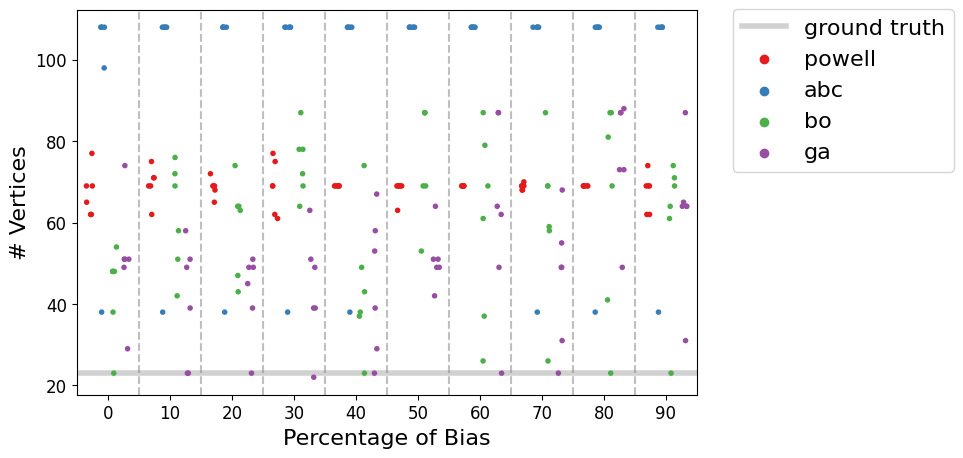 100
80
60
40
20
# Vertices
0 10 20 30 40 50 60 70 80 90
Percentage of Bias
ground truth
powell
abc
bo
ga